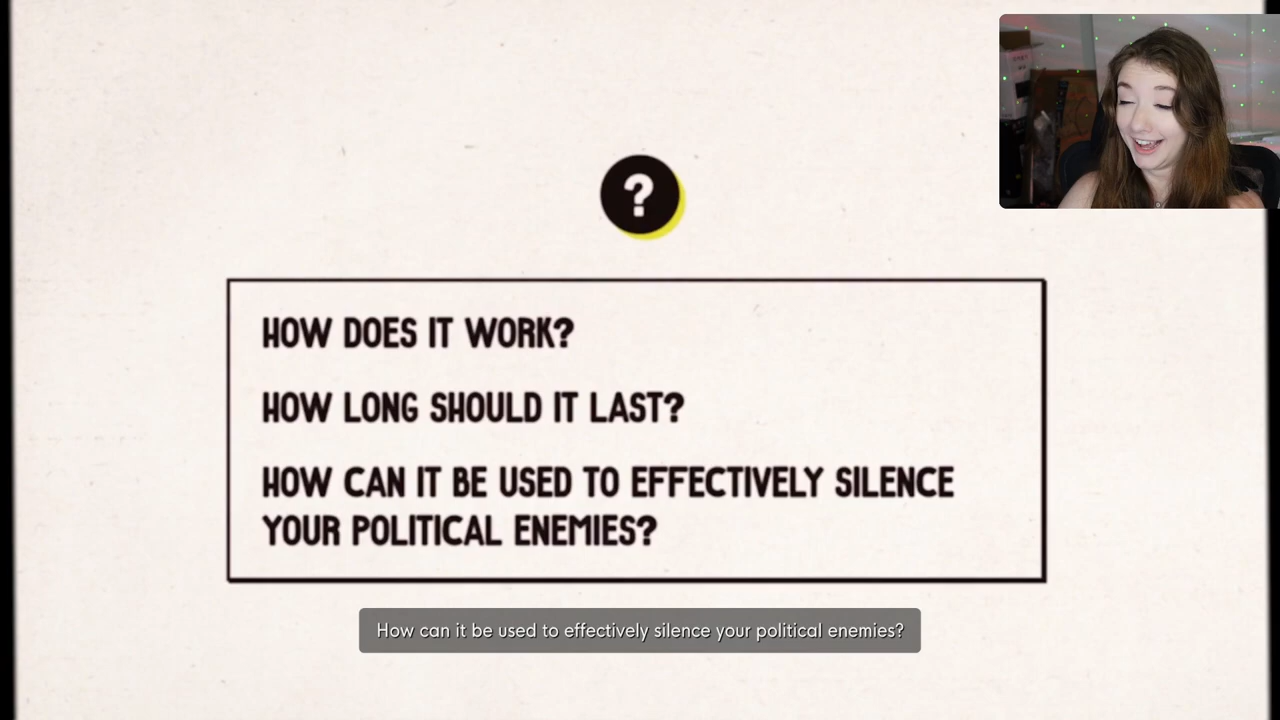 ?
HOW DOES IT WORK?
HOW LONG SHOULD IT LAST?
HOW CAN IT BE USED TO EFFECTIVELY SILENCE
YOUR POLITICAL ENEMIES?
How can it be used to effectively silence your political enemies?